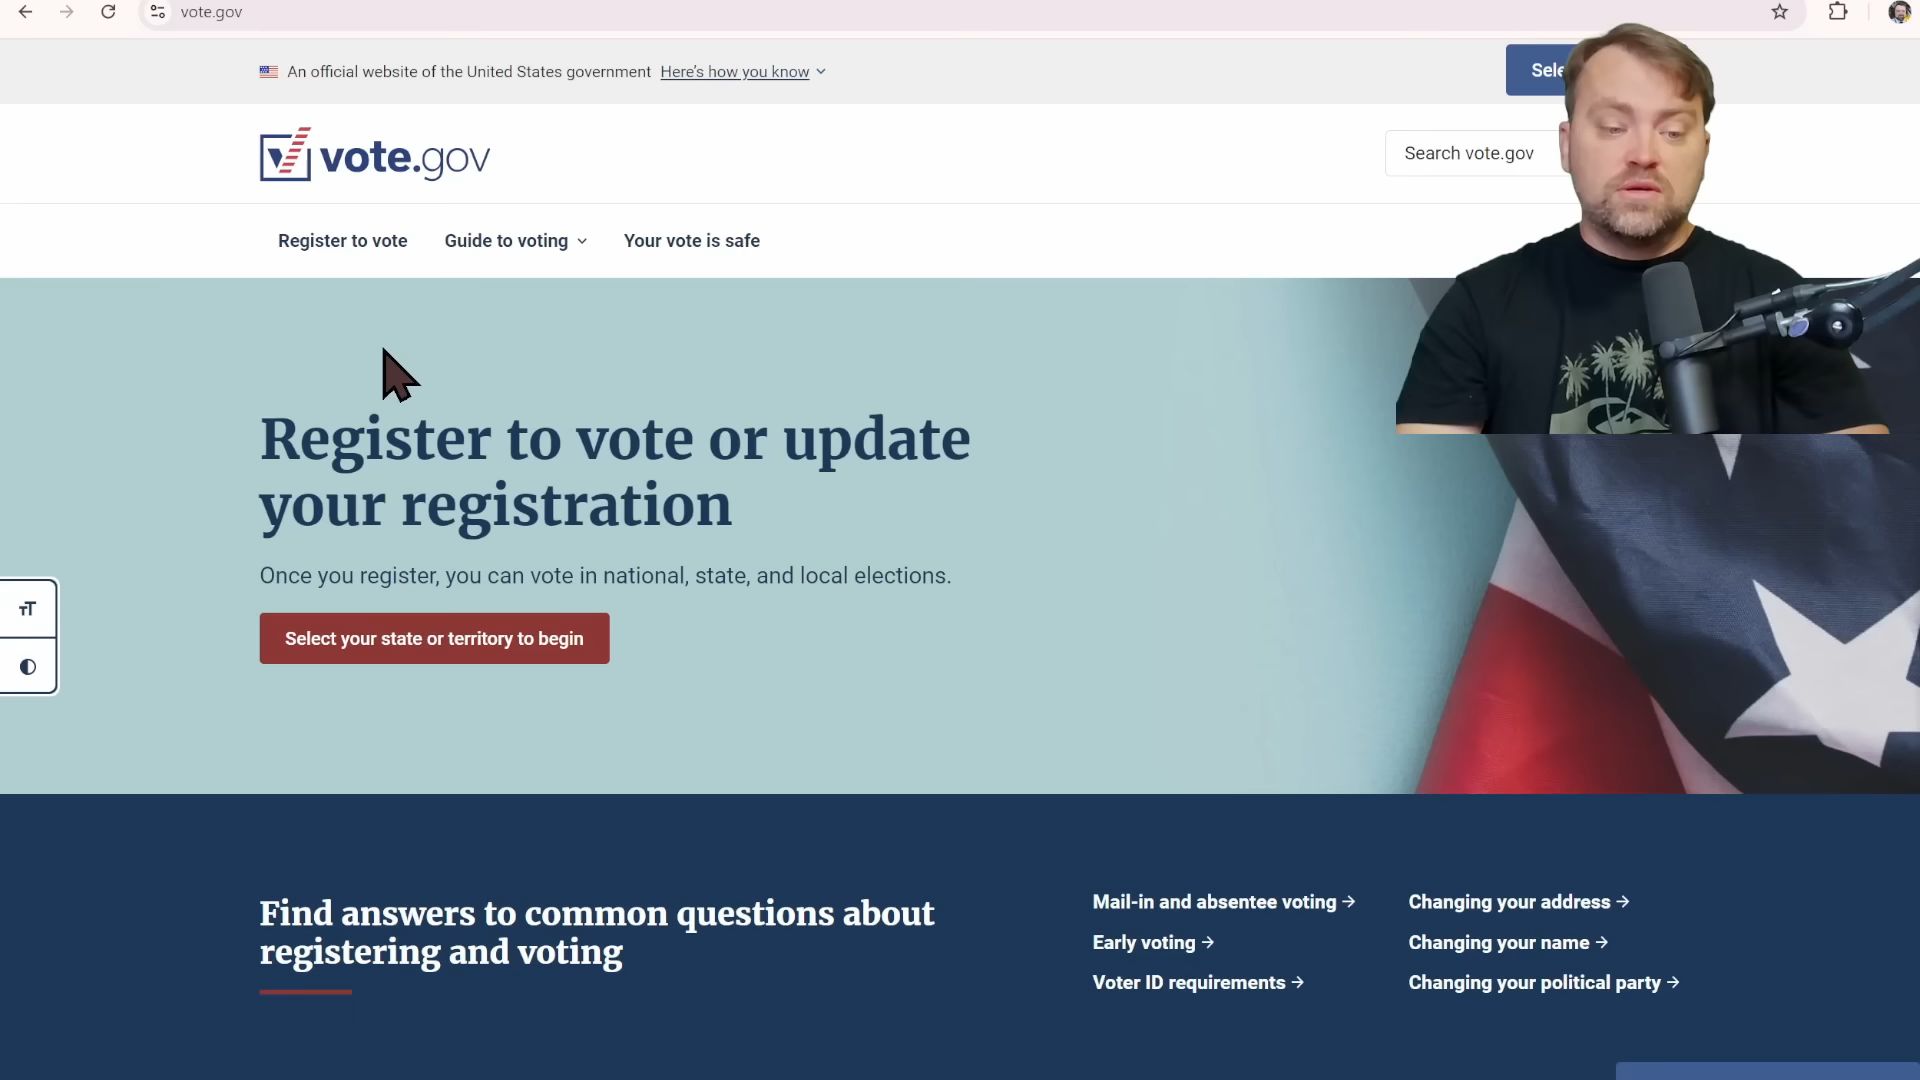 vote.gov
An official website of the United States government Here's how you know
vote.gov
Search vote.gov
Register to vote
Guide to voting
Your vote is safe
Register to vote or update
your registration
Once you register, you can vote in national, state, and local elections.
Select your state or territory to begin
Find answers to common questions about
registering and voting
Mail-in and absentee voting →
Early voting →
Voter ID requirements →
Changing your address →
Changing your name →
Changing your political party →